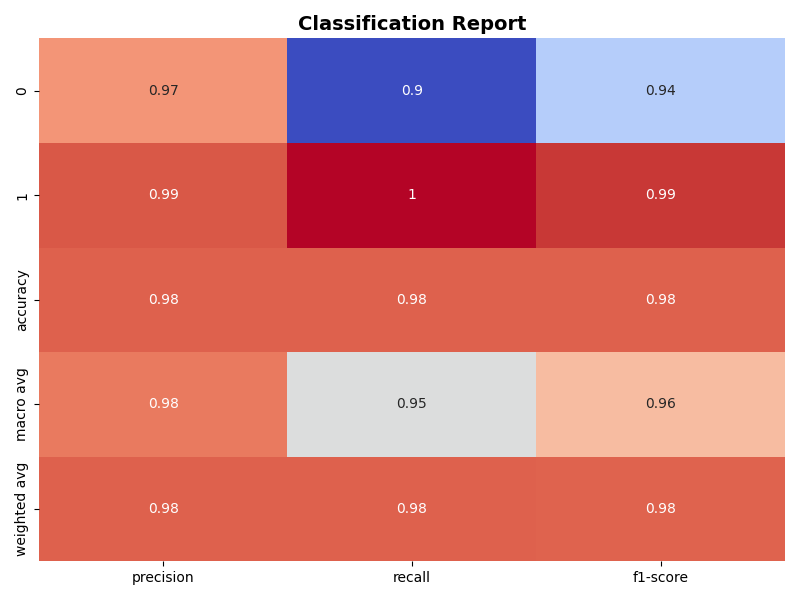 Classification Report
0 0.97 0.9 0.94
1 0.99 1 0.99
accuracy 0.98 0.98 0.98
macro avg 0.98 0.95 0.96
weighted avg 0.98 0.98 0.98
precision recall f1-score